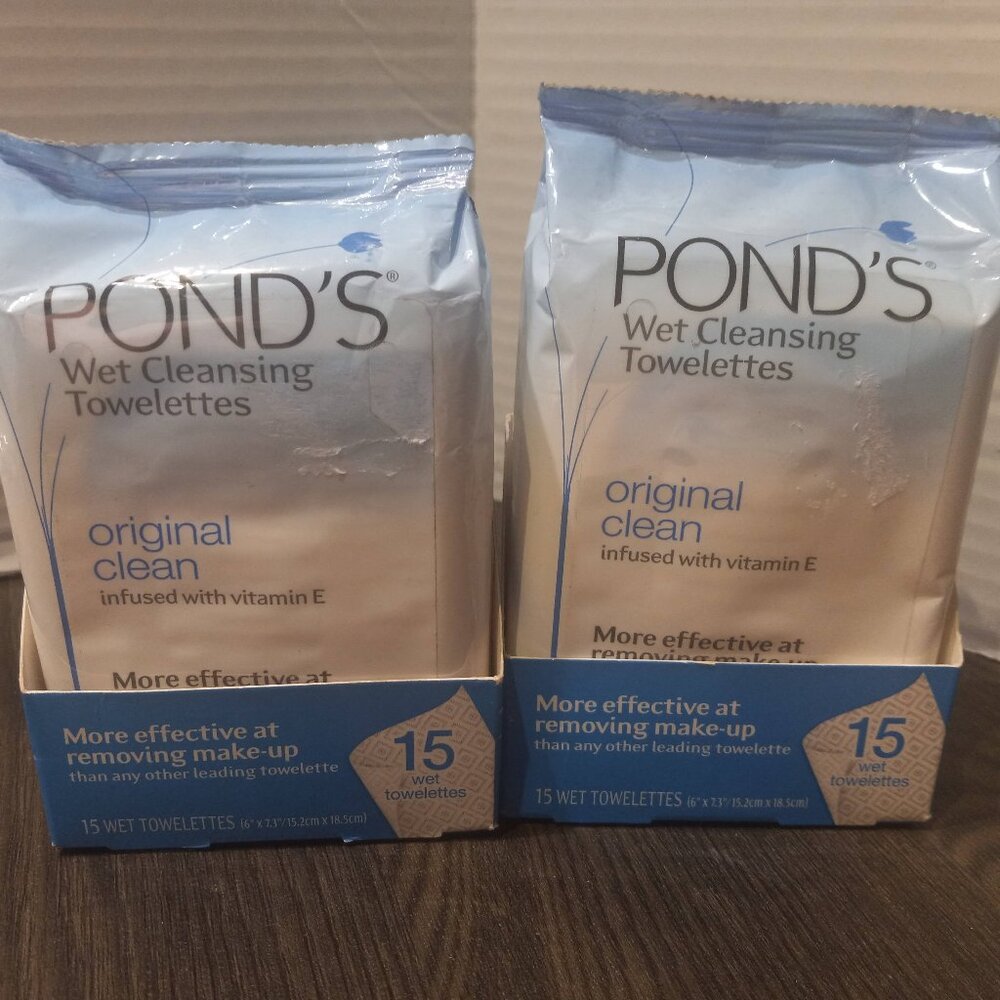 POND'S®
Wet Cleansing
Towelettes
original
clean
infused with vitamin E
More effective at
More effective at
removing make-up
than any other leading towelette
15
wet
towelettes
15 WET TOWELETTES (6" x 7.3"/15.2cm x 18.5cm)
POND'S®
Wet Cleansing
Towelettes
original
clean
infused with vitamin E
More effective at
removing make-up
More effective at
removing make-up
than any other leading towelette
15
wet
towelettes
15 WET TOWELETTES (6" x 7.3"/15.2cm x 18.5cm)